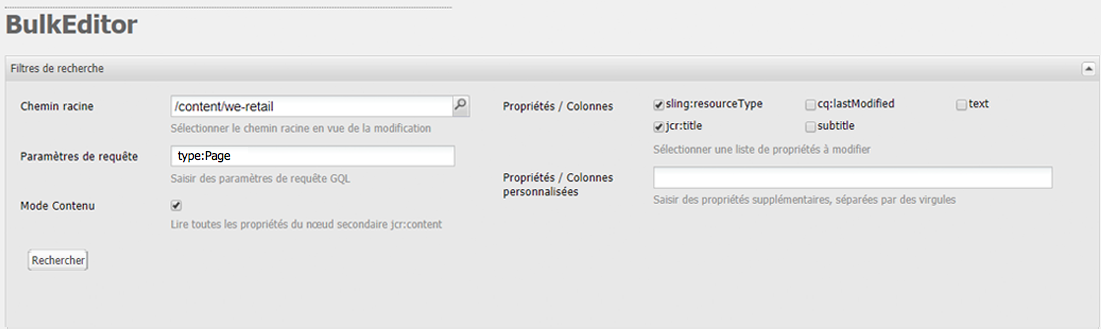 BulkEditor
Filtres de recherche
Chemin racine
/content/we-retail
Sélectionner le chemin racine en vue de la modification
Paramètres de requête
type:Page
Saisir des paramètres de requête GQL
Mode Contenu
Lire toutes les propriétés du nœud secondaire jcr:content
Rechercher
Propriétés / Colonnes
sling:resourceType
cq:lastModified
text
jcr:title
subtitle
Sélectionner une liste de propriétés à modifier
Propriétés / Colonnes
personnalisées
Saisir des propriétés supplémentaires, séparées par des virgules